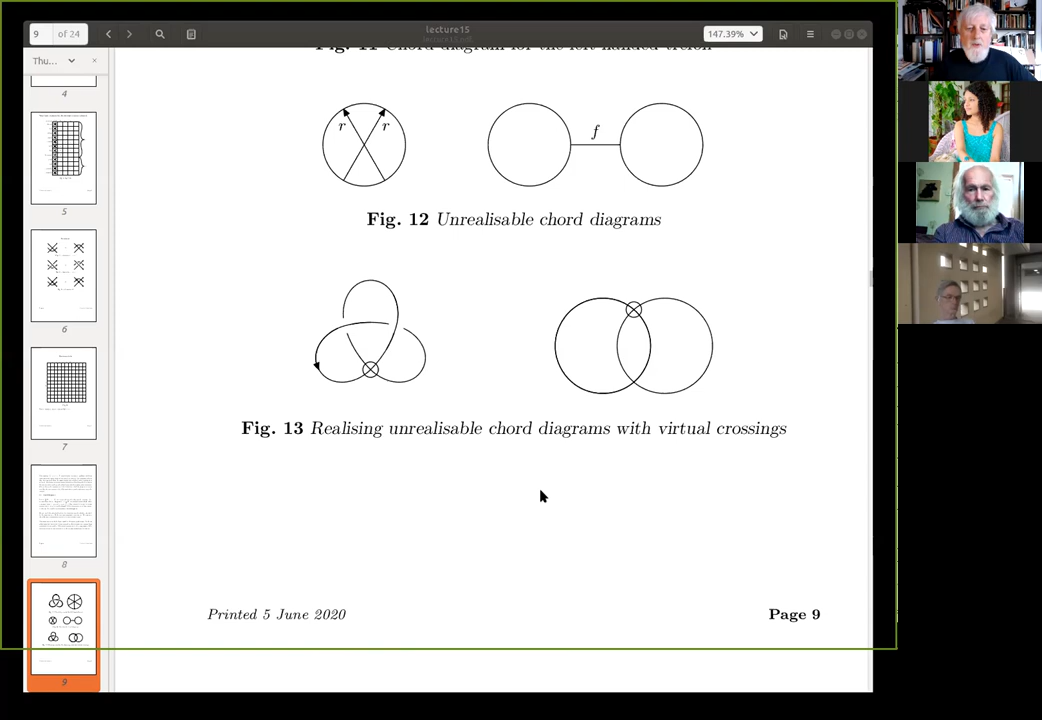 lecture15
9 of 24
147.39%
Thu...
Fig. 11 Chord diagram for the left handed trefoil
4
r r f
5
Fig. 12 Unrealisable chord diagrams
6
Fig. 13 Realising unrealisable chord diagrams with virtual crossings
7
8
Printed 5 June 2020 Page 9
9